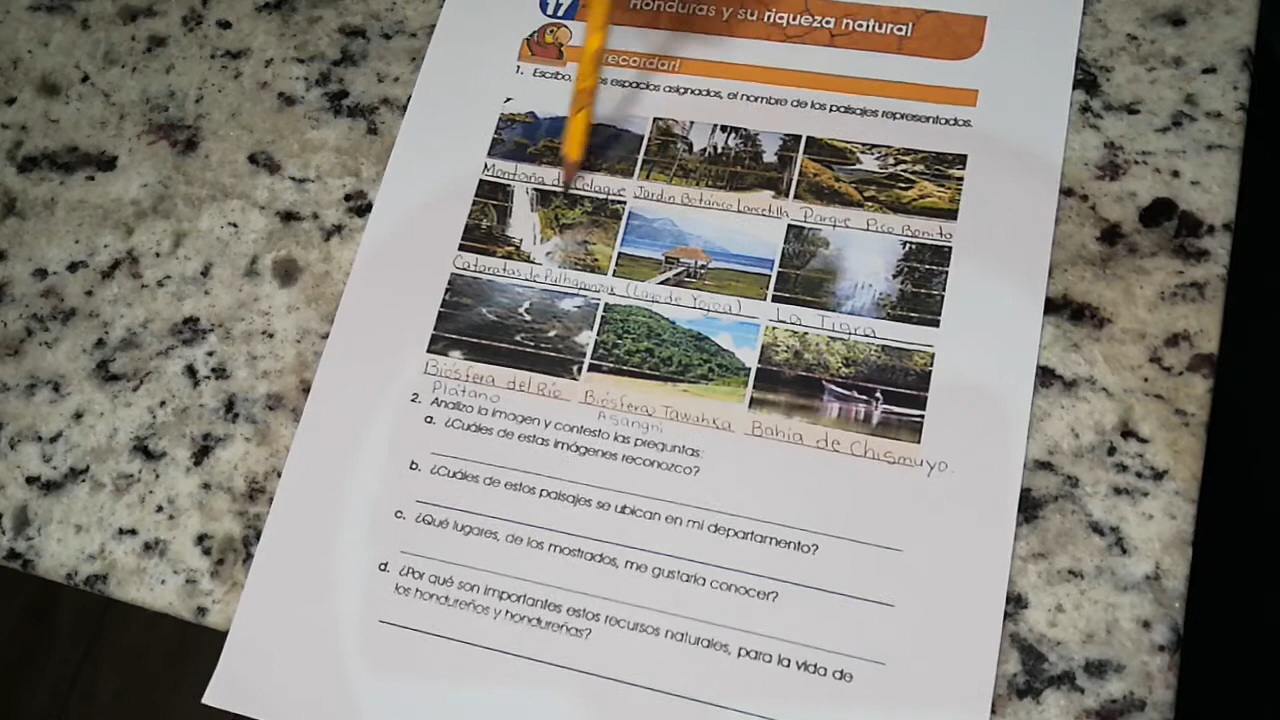 17
Honduras y su riqueza natural
recordar!
1. Escribo, os espacios asignados, el nombre de los paisajes representados.
Montaña de Celaque Jardin Botánico Lancetilla Parque Pico Bonito
Cataratas de Pulhapanzak (Lago de Yojoa) La Tigra
Biósfera del Río Plátano Biósfera Tawahka Asangni Bahía de Chismuyo.
2. Analizo la imagen y contesto las preguntas:
a. ¿Cuáles de estas imágenes reconozco?
b. ¿Cuáles de estos paisajes se ubican en mi departamento?
c. ¿Qué lugares, de los mostrados, me gustaría conocer?
d. ¿Por qué son importantes estos recursos naturales, para la vida de
los hondureños y hondureñas?